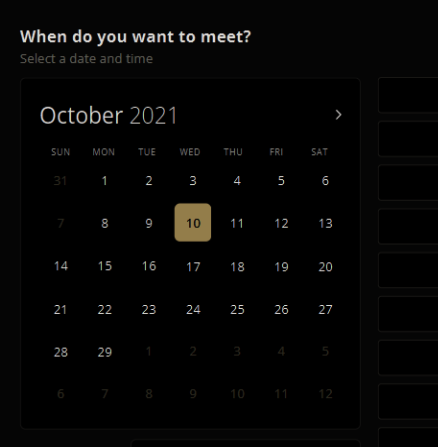 When do you want to meet?
Select a date and time
October 2021
SUN MON TUE WED THU FRI SAT
31 1 2 3 4 5 6
7 8 9 10 11 12 13
14 15 16 17 18 19 20
21 22 23 24 25 26 27
28 29 1 2 3 4 5
6 7 8 9 10 11 12